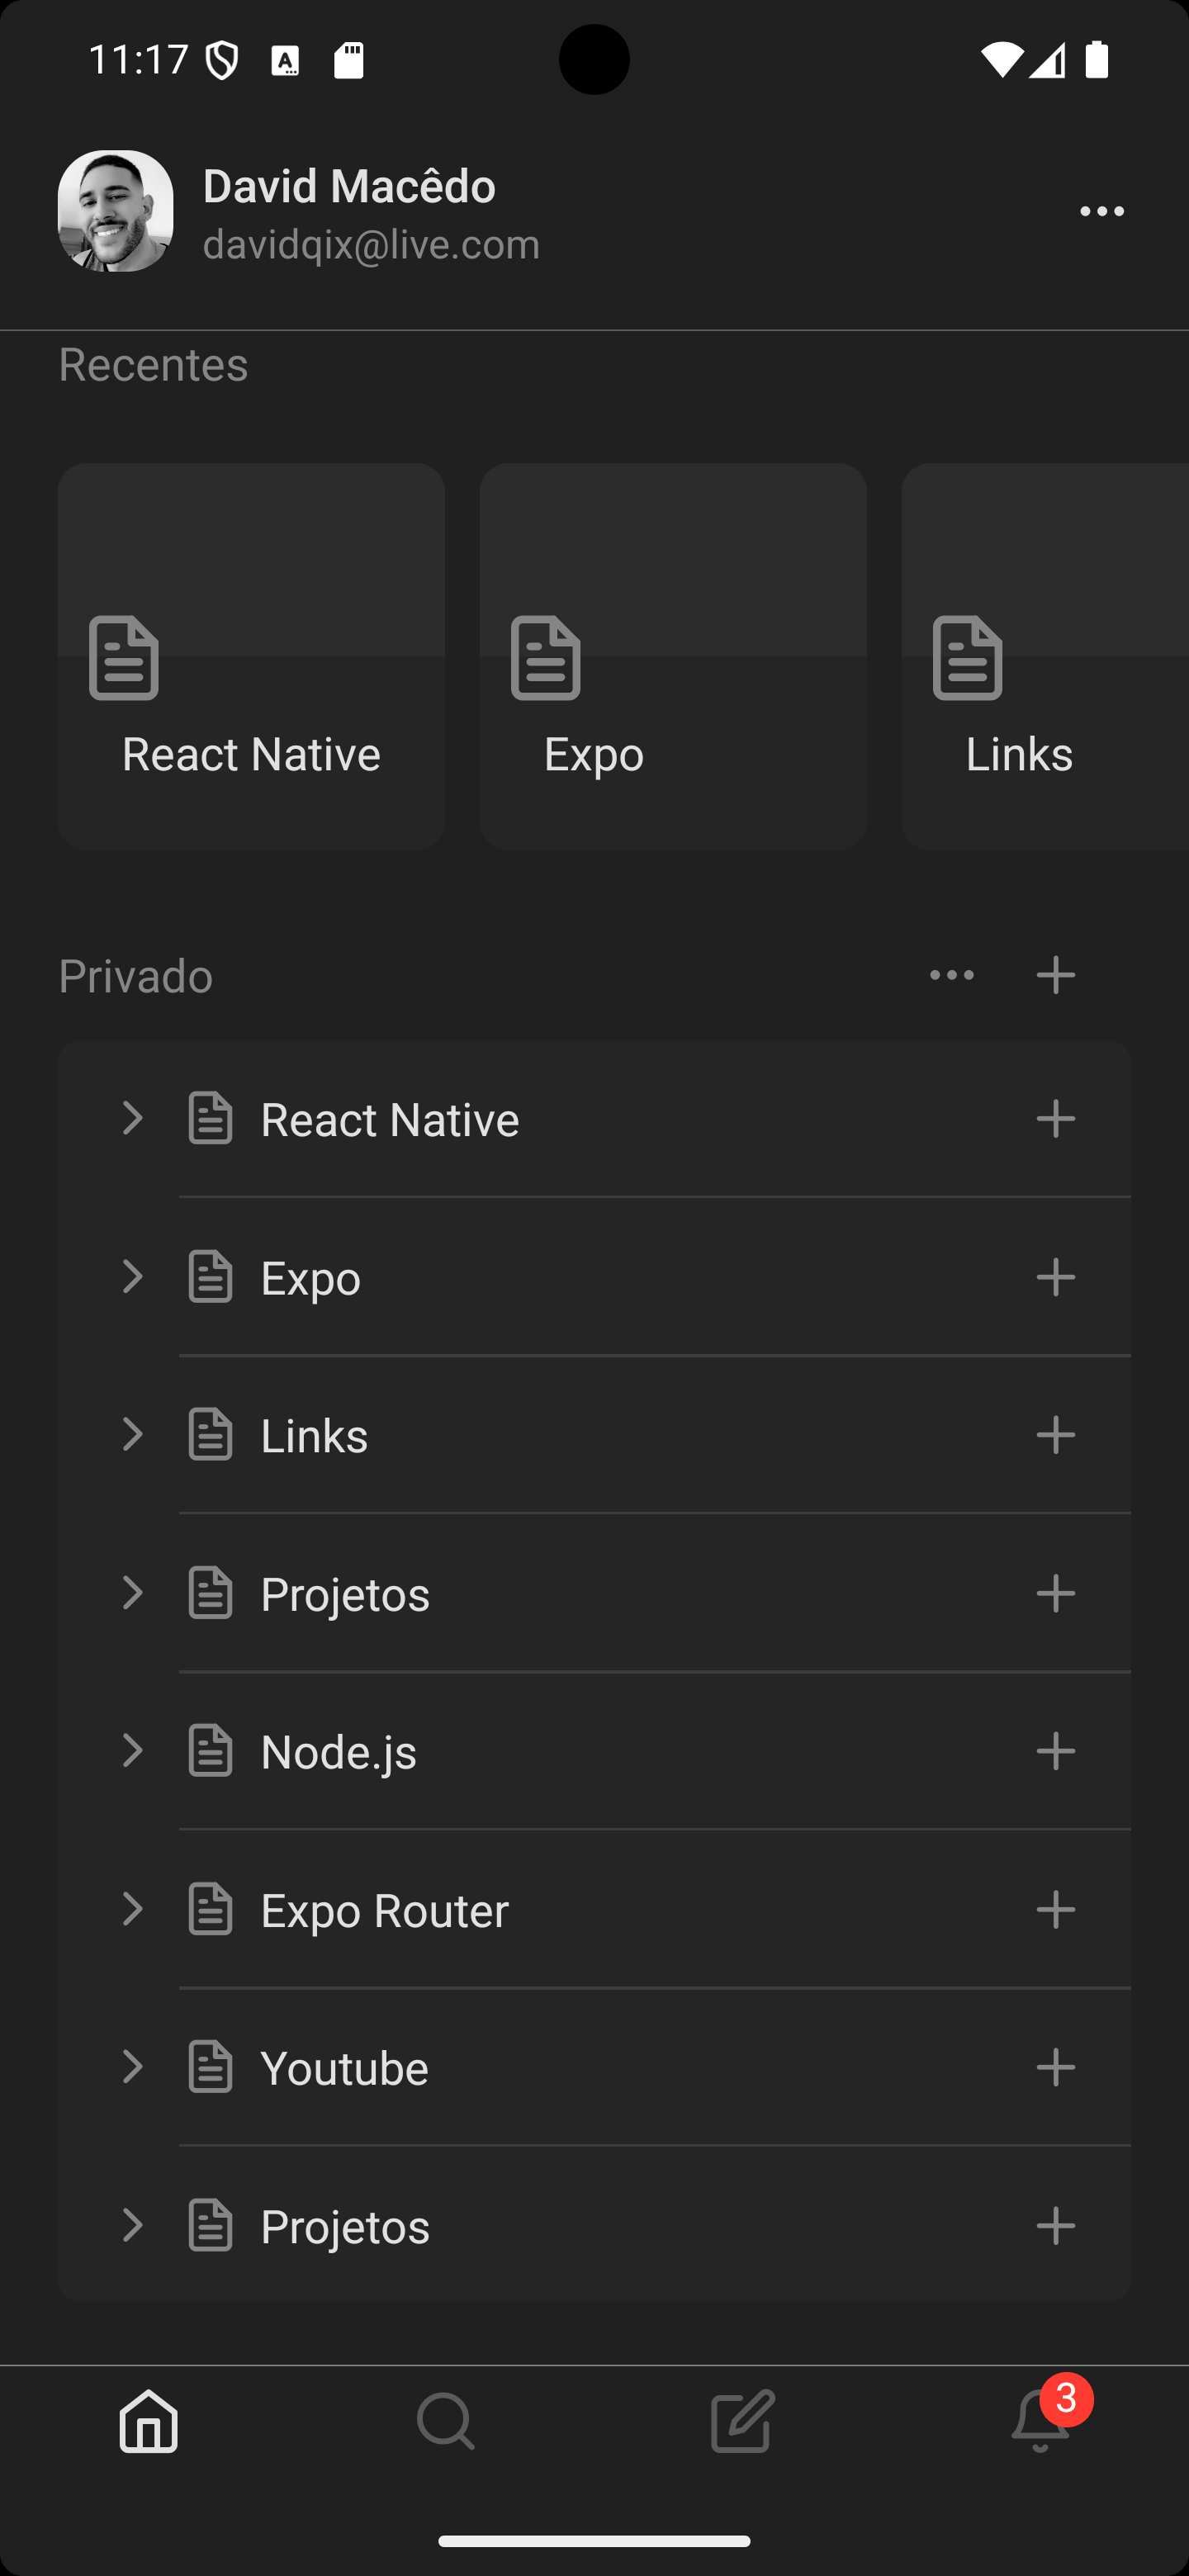 11:17
David Macêdo
davidqix@live.com
Recentes
React Native
Expo
Links
Privado
React Native
Expo
Links
Projetos
Node.js
Expo Router
Youtube
Projetos
3